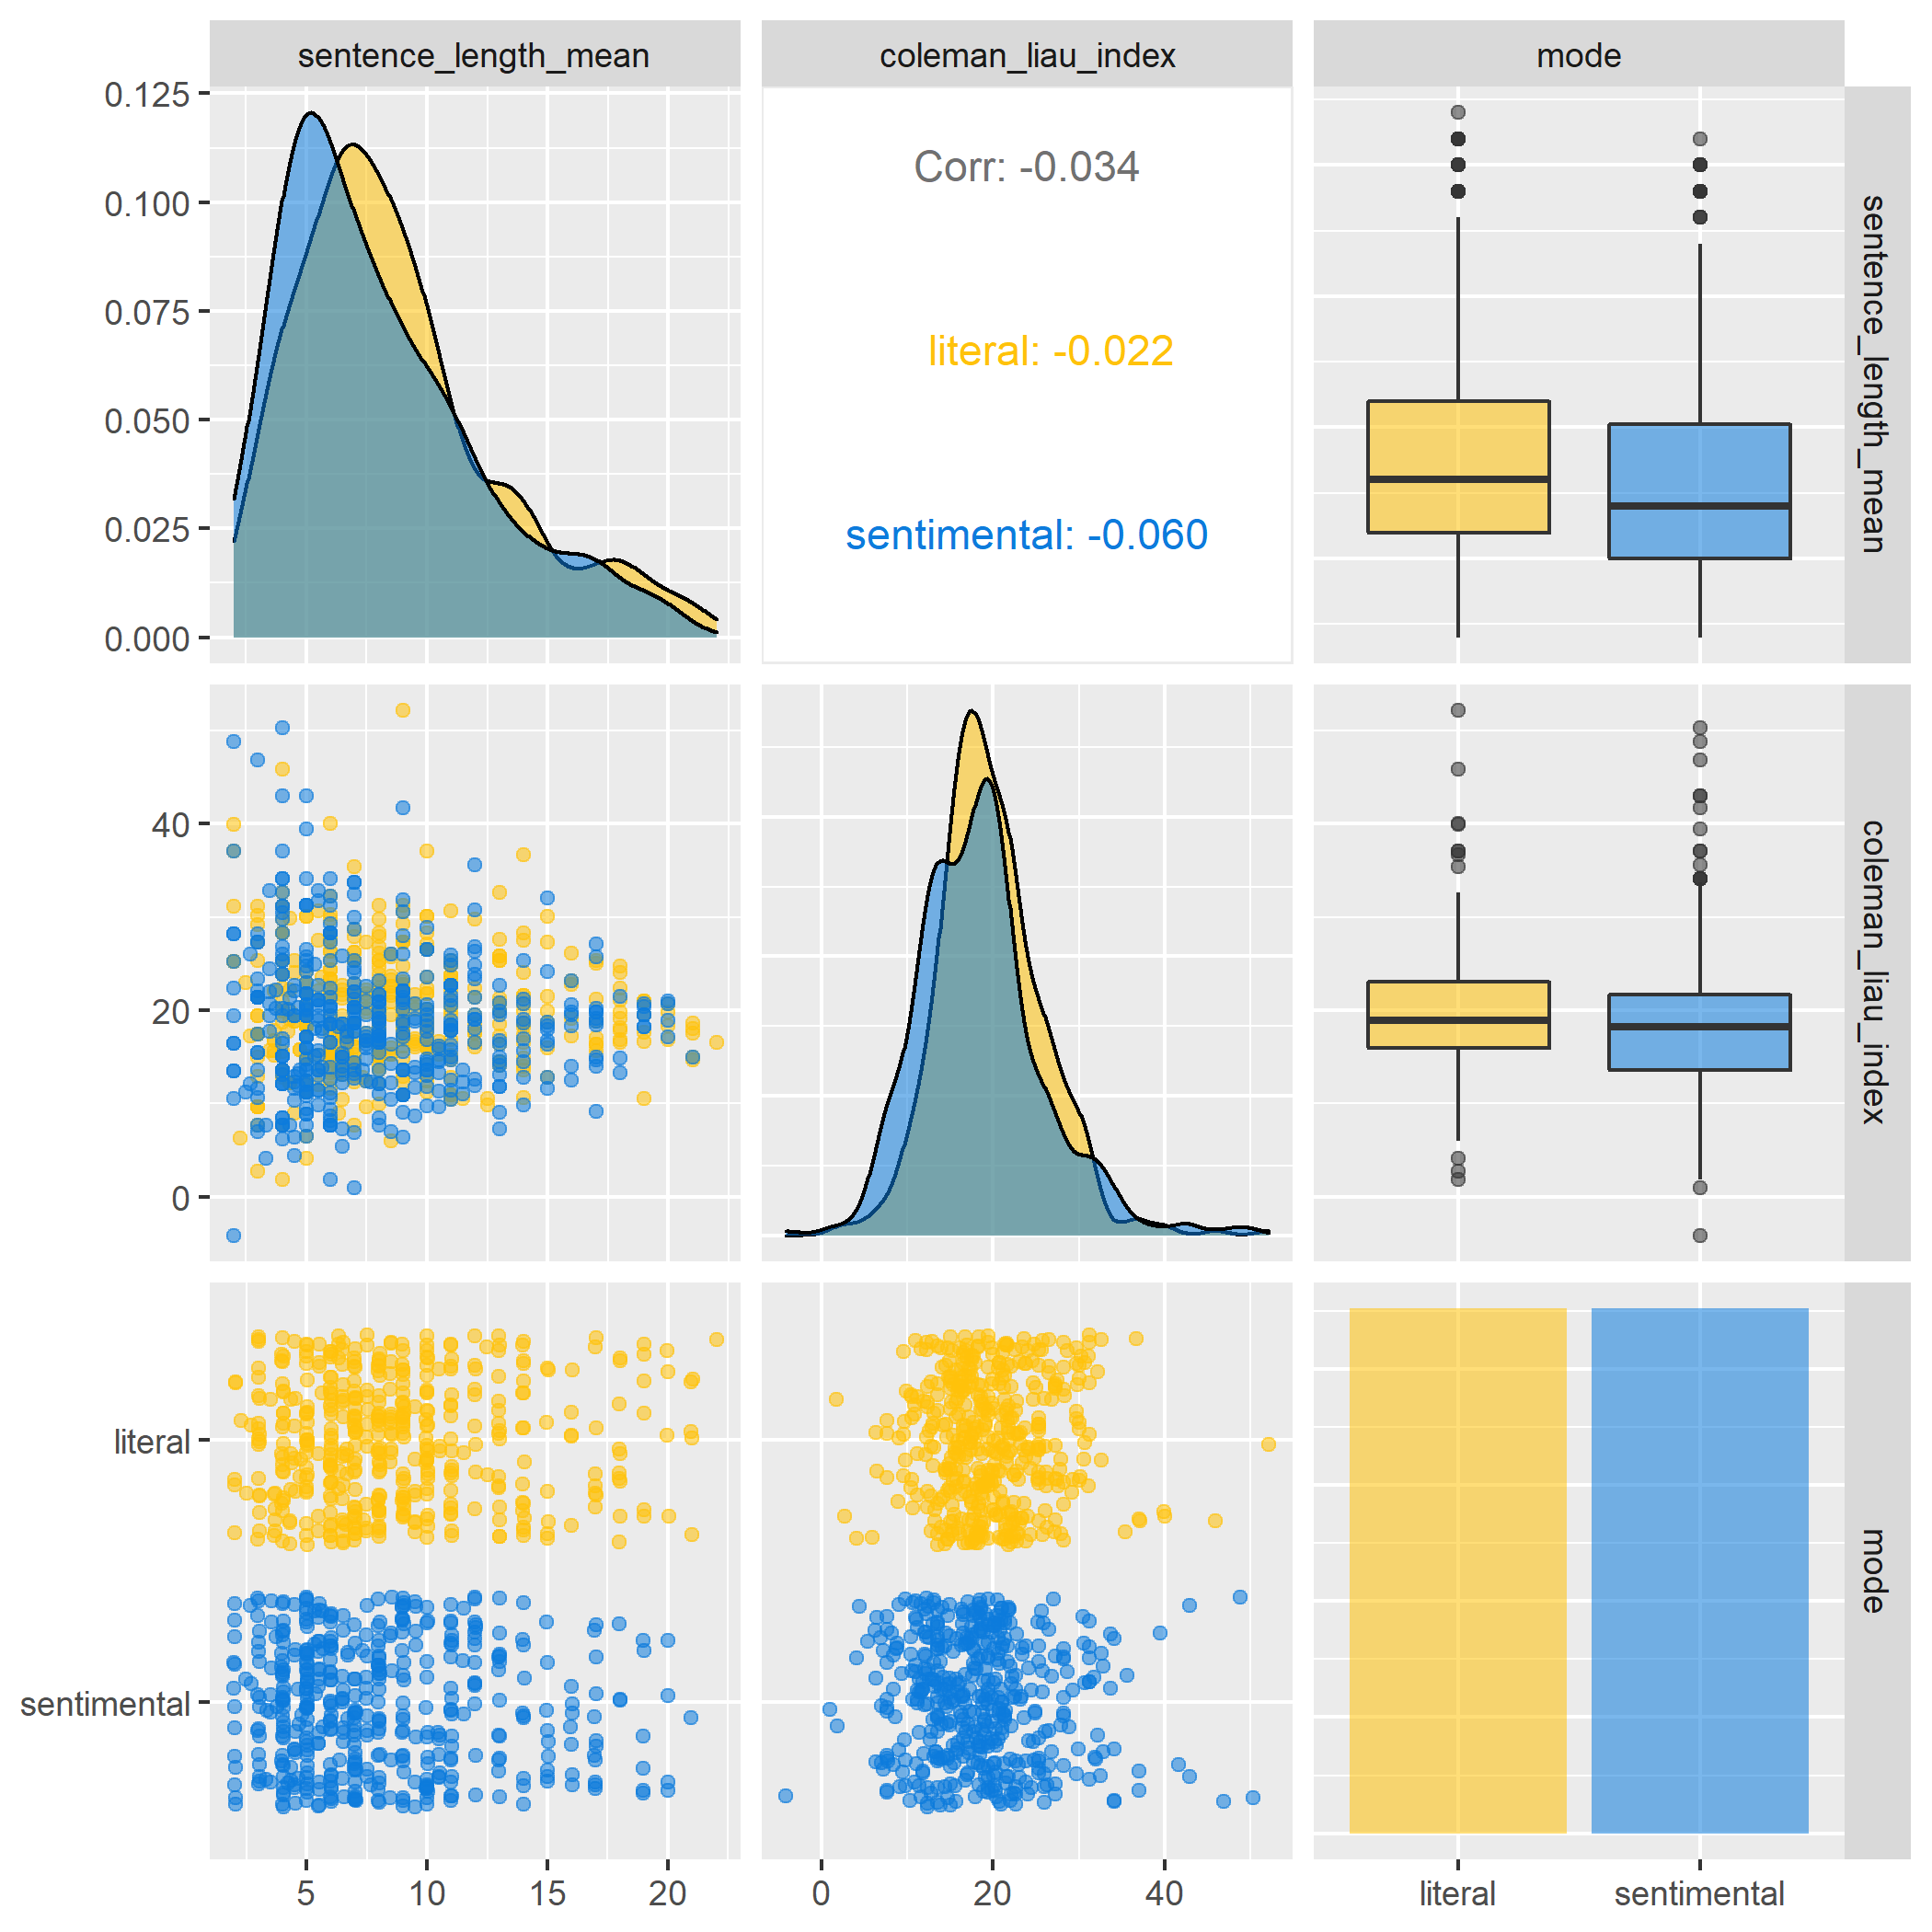 sentence_length_mean
coleman_liau_index
mode
0.125
0.100
0.075
0.050
0.025
0.000
Corr: -0.034
literal: -0.022
sentimental: -0.060
sentence_length_mean
40
20
0
coleman_liau_index
literal
sentimental
mode
5 10 15 20
0 20 40
literal sentimental